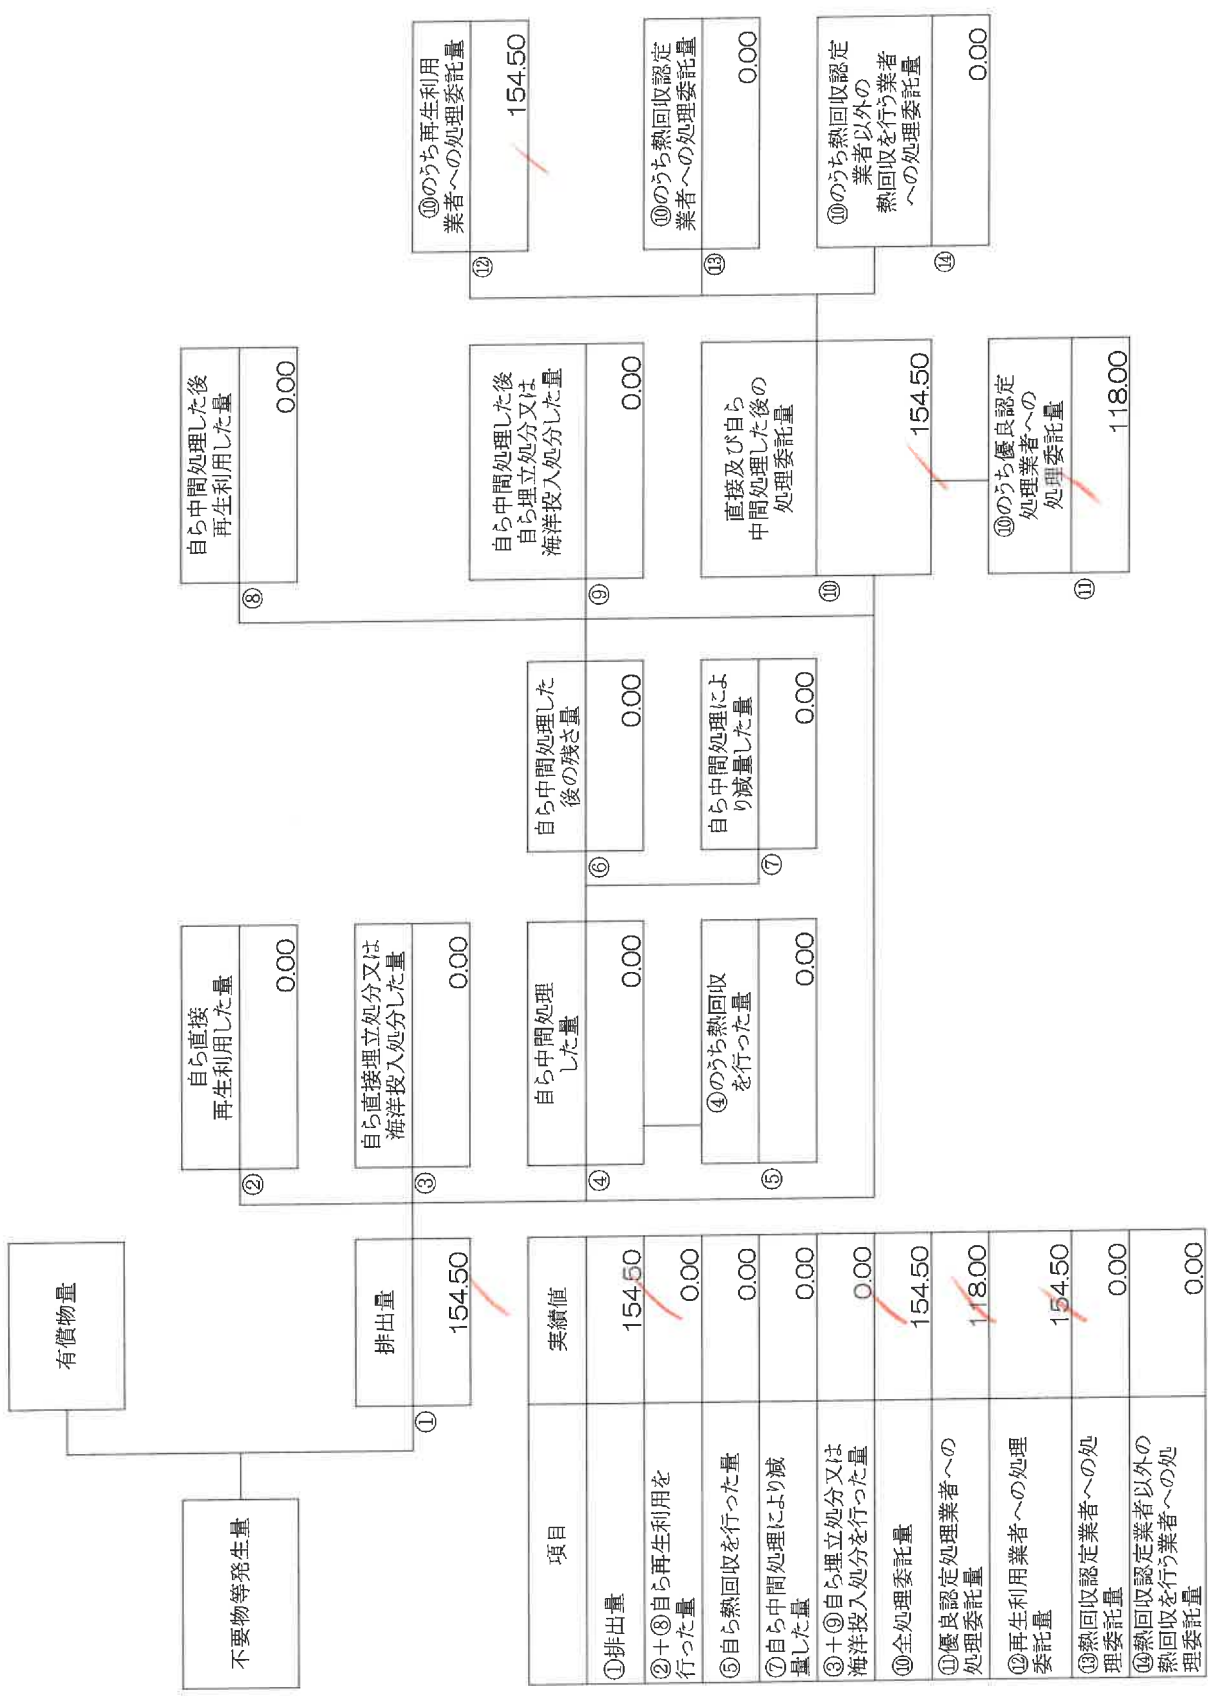 不要物等発生量
有償物量
排出量
①
154.50
自ら直接
再生利用した量
②
0.00
自ら直接埋立処分又は
海洋投入処分した量
③
0.00
自ら中間処理
した量
④
0.00
④のうち熱回収
を行った量
⑤
0.00
自ら中間処理した
後の残さ量
⑥
0.00
自ら中間処理によ
り減量した量
⑦
0.00
自ら中間処理した後
再生利用した量
⑧
0.00
自ら中間処理した後
自ら埋立処分又は
海洋投入処分した量
⑨
0.00
直接及び自ら
中間処理した後の
処理委託量
⑩
154.50
⑩のうち優良認定
処理業者への
処理委託量
⑪
118.00
⑩のうち再生利用
業者への処理委託量
⑫
154.50
⑩のうち熱回収認定
業者への処理委託量
⑬
0.00
⑩のうち熱回収認定
業者以外の
熱回収を行う業者
への処理委託量
⑭
0.00
項目 実績値
①排出量 154.50
②+⑧自ら再生利用を
行った量 0.00
⑤自ら熱回収を行った量 0.00
⑦自ら中間処理により減
量した量 0.00
③+⑨自ら埋立処分又は
海洋投入処分を行った量 0.00
⑩全処理委託量 154.50
⑪優良認定処理業者への
処理委託量 118.00
⑫再生利用業者への処理
委託量 154.50
⑬熱回収認定業者への処
理委託量 0.00
⑭熱回収認定業者以外の
熱回収を行う業者への処
理委託量 0.00